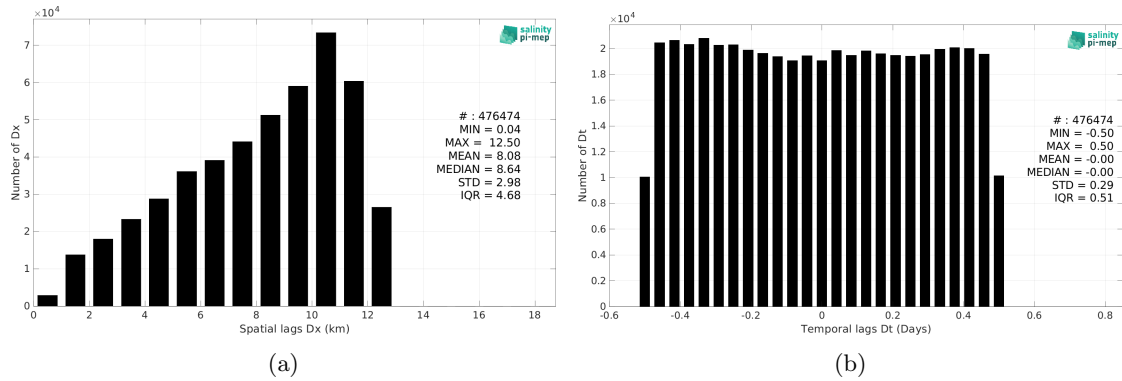 ×10⁴
7
6
5
4
3
2
1
0
0 2 4 6 8 10 12 14 16 18
Number of Dx
Spatial lags Dx (km)
salinity
pi-mep
# : 476474
MIN = 0.04
MAX = 12.50
MEAN = 8.08
MEDIAN = 8.64
STD = 2.98
IQR = 4.68
(a)
×10⁴
2
1.8
1.6
1.4
1.2
1
0.8
0.6
0.4
0.2
0
-0.6 -0.4 -0.2 0 0.2 0.4 0.6 0.8
Number of Dt
Temporal lags Dt (Days)
salinity
pi-mep
# : 476474
MIN = -0.50
MAX = 0.50
MEAN = -0.00
MEDIAN = -0.00
STD = 0.29
IQR = 0.51
(b)